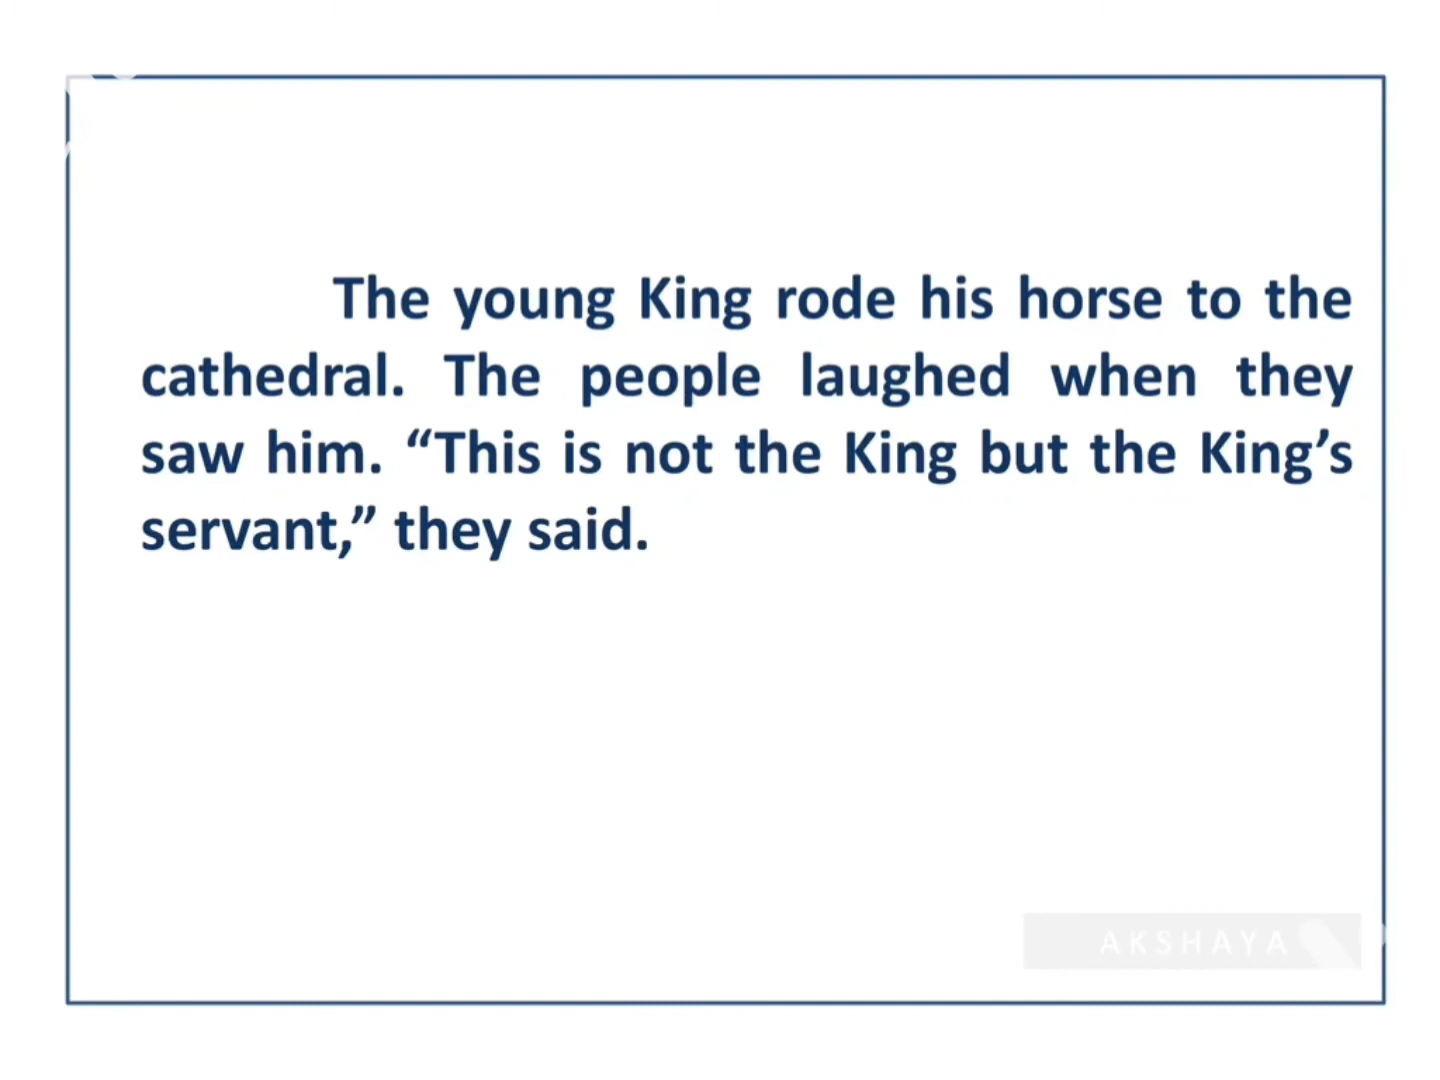 The young King rode his horse to the
cathedral. The people laughed when they
saw him. “This is not the King but the King’s
servant,” they said.
AKSHAYA